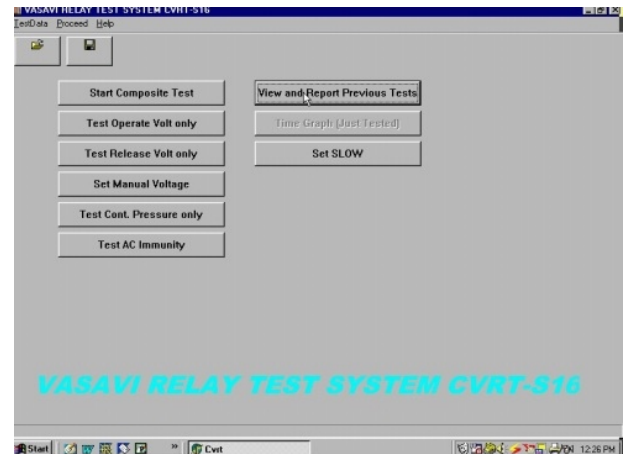 VASAVI RELAY TEST SYSTEM CVRT-S16
TestData Proceed Help
Start Composite Test
View and Report Previous Tests
Test Operate Volt only
Time Graph (Just Tested)
Test Release Volt only
Set SLOW
Set Manual Voltage
Test Cont. Pressure only
Test AC Immunity
VASAVI RELAY TEST SYSTEM CVRT-S16
Start
»
Cvrt
12:26 PM